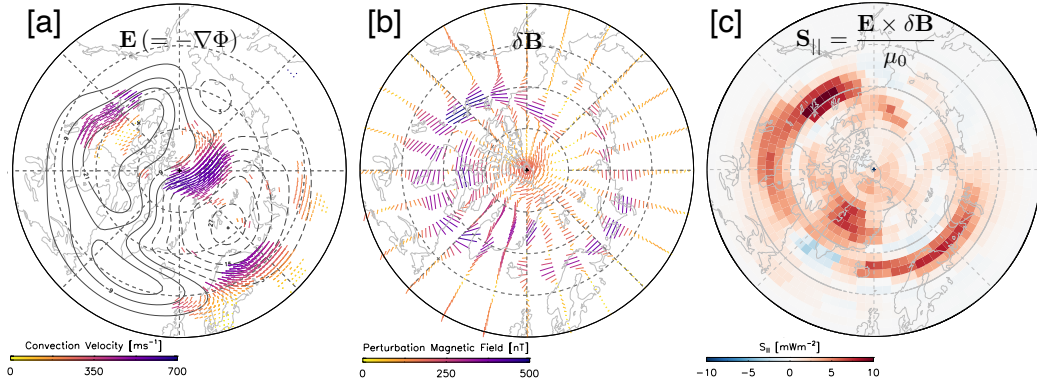 [a]
E (= −∇Φ)
Convection Velocity [ms⁻¹]
0 350 700
[b]
δB
Perturbation Magnetic Field [nT]
0 250 500
[c]
S|| = E × δB / μ₀
S|| [mWm⁻²]
−10 −5 0 5 10